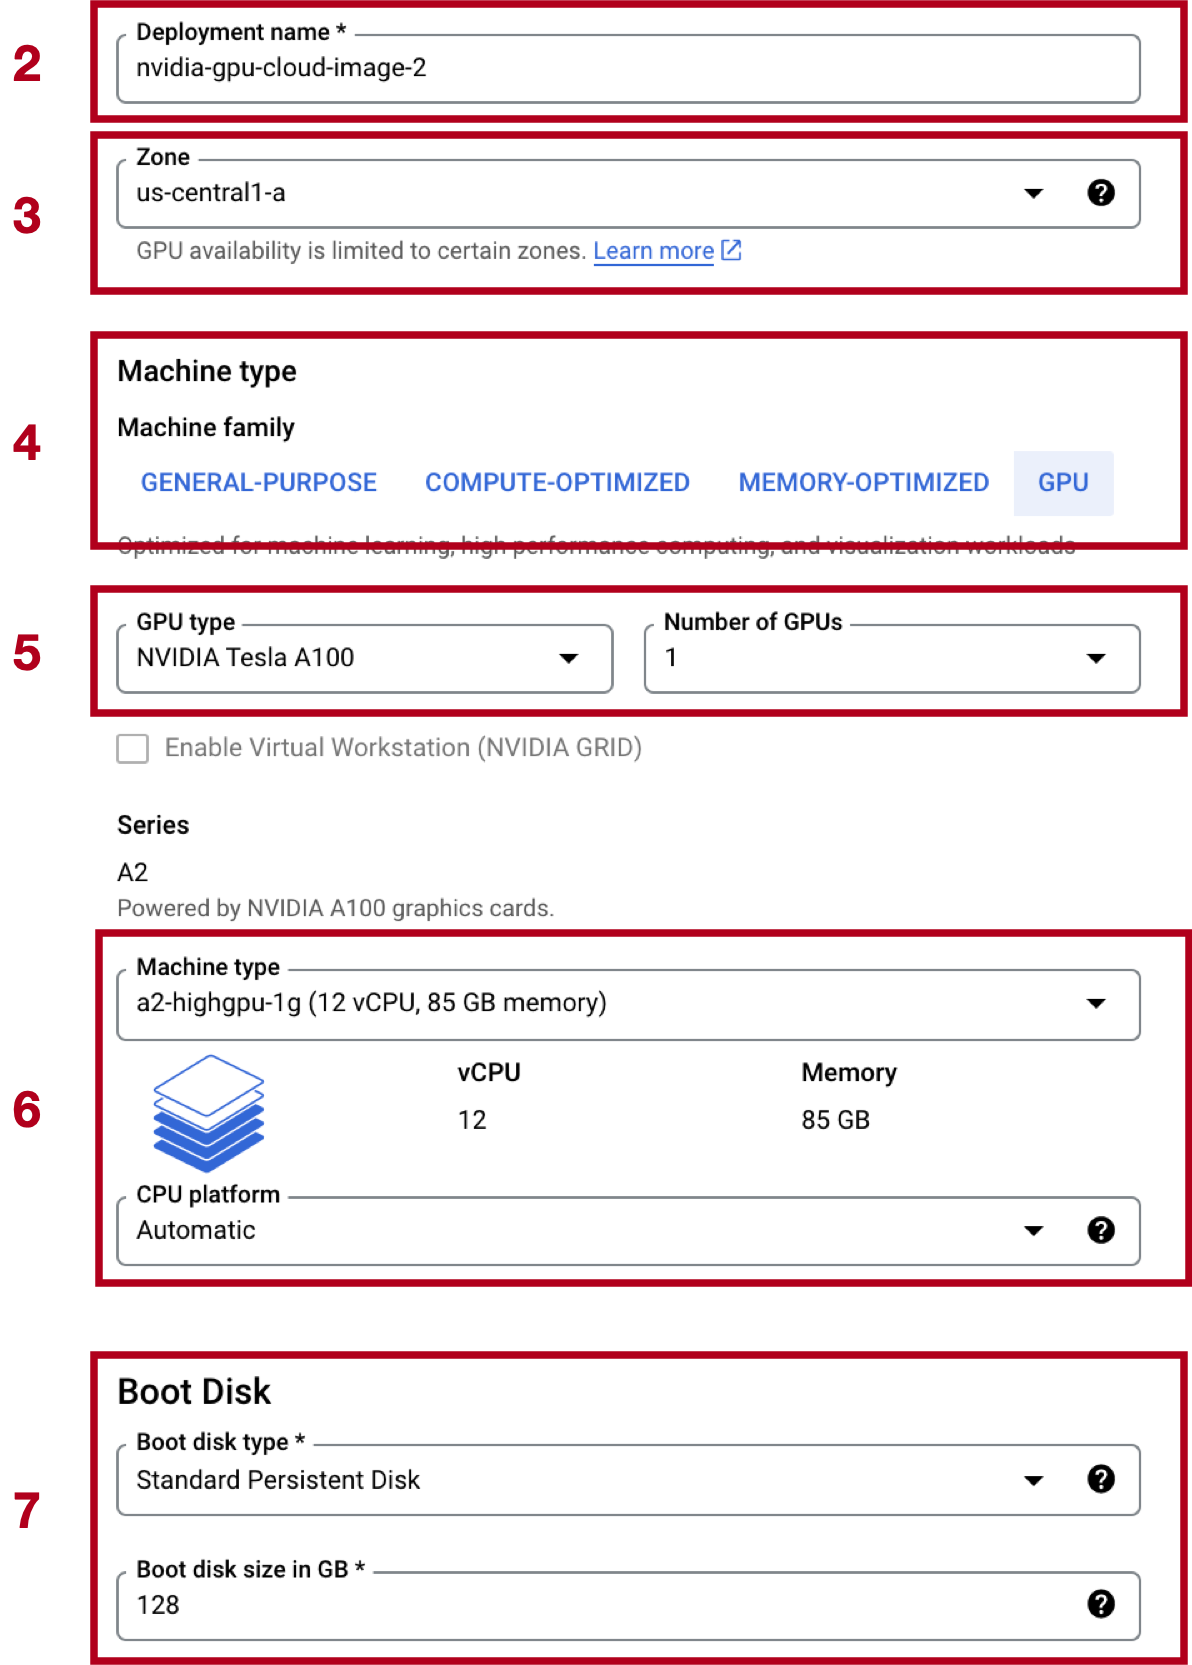 2
Deployment name *
nvidia-gpu-cloud-image-2
3
Zone
us-central1-a
GPU availability is limited to certain zones. Learn more
4
Machine type
Machine family
GENERAL-PURPOSE COMPUTE-OPTIMIZED MEMORY-OPTIMIZED GPU
Optimized for machine learning, high performance computing, and visualization workloads
5
GPU type Number of GPUs
NVIDIA Tesla A100 1
Enable Virtual Workstation (NVIDIA GRID)
Series
A2
Powered by NVIDIA A100 graphics cards.
6
Machine type
a2-highgpu-1g (12 vCPU, 85 GB memory)
vCPU Memory
12 85 GB
CPU platform
Automatic
7
Boot Disk
Boot disk type *
Standard Persistent Disk
Boot disk size in GB *
128